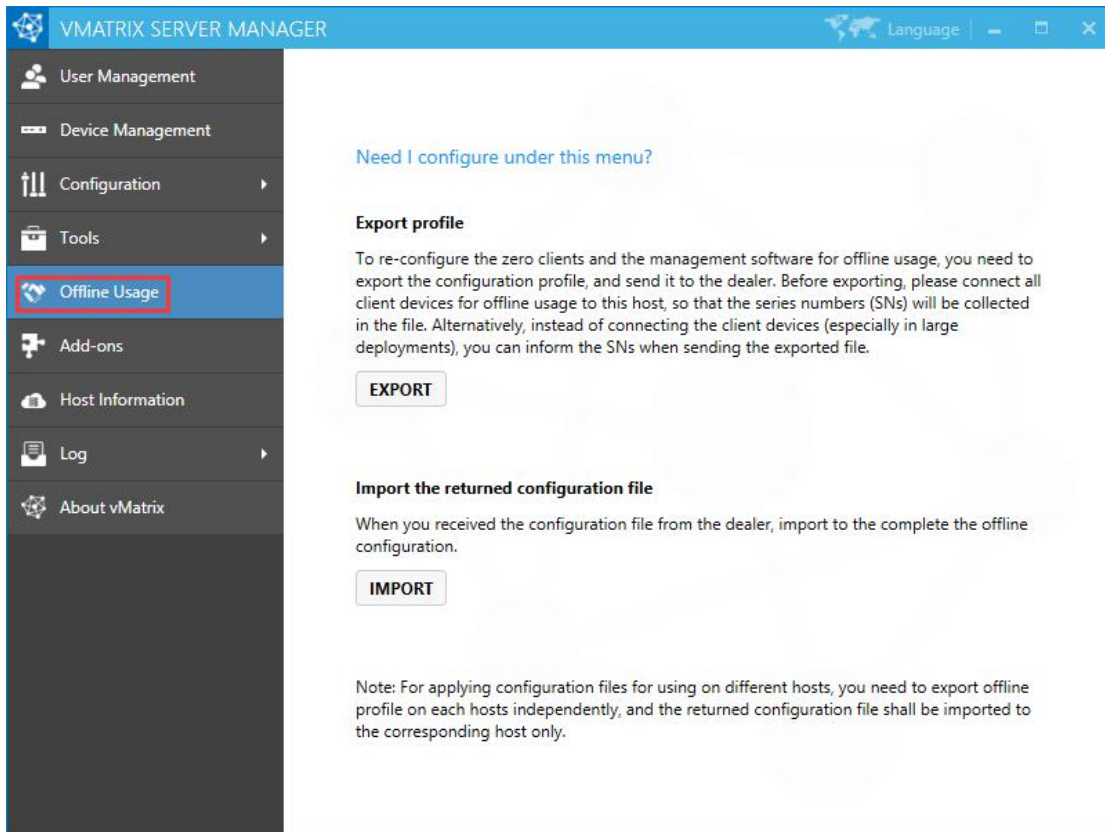 VMATRIX SERVER MANAGER
Language
User Management
Device Management
Configuration
Tools
Offline Usage
Add-ons
Host Information
Log
About vMatrix
Need I configure under this menu?
Export profile
To re-configure the zero clients and the management software for offline usage, you need to
export the configuration profile, and send it to the dealer. Before exporting, please connect all
client devices for offline usage to this host, so that the series numbers (SNs) will be collected
in the file. Alternatively, instead of connecting the client devices (especially in large
deployments), you can inform the SNs when sending the exported file.
EXPORT
Import the returned configuration file
When you received the configuration file from the dealer, import to the complete the offline
configuration.
IMPORT
Note: For applying configuration files for using on different hosts, you need to export offline
profile on each hosts independently, and the returned configuration file shall be imported to
the corresponding host only.